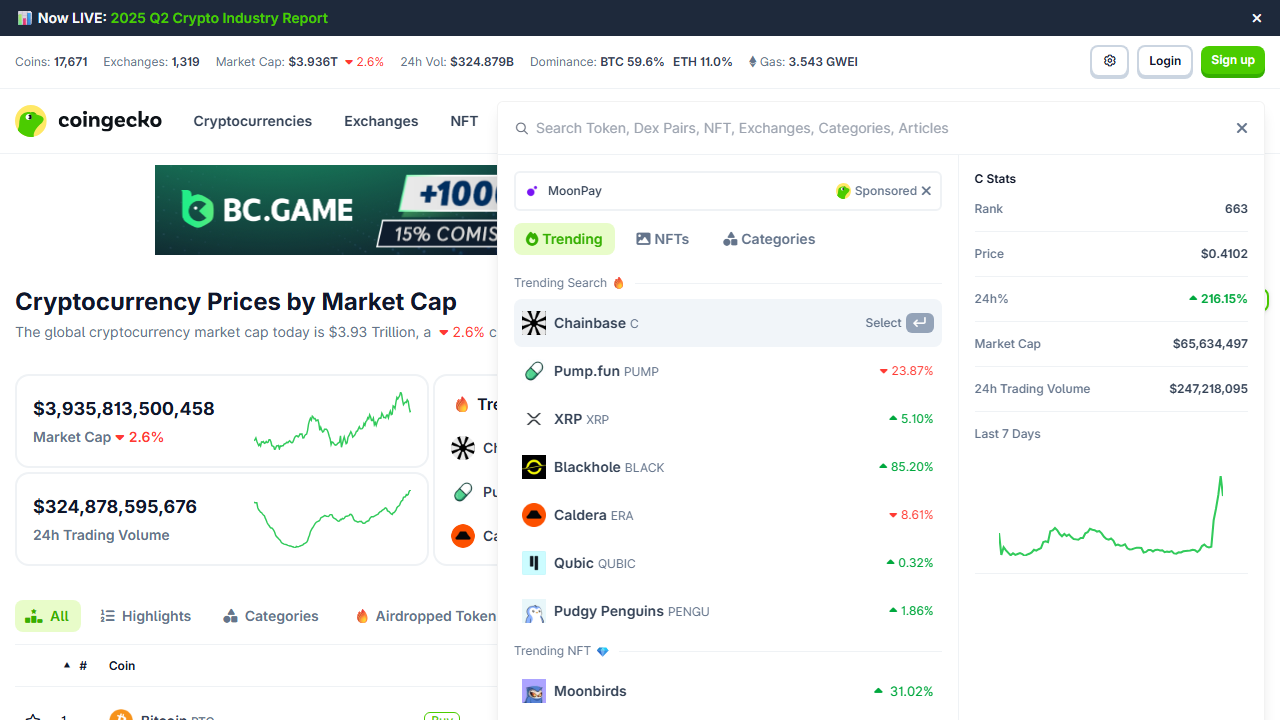 Now LIVE: 2025 Q2 Crypto Industry Report
Coins: 17,671 Exchanges: 1,319 Market Cap: $3.936T 2.6% 24h Vol: $324.879B Dominance: BTC 59.6% ETH 11.0% Gas: 3.543 GWEI
Login
Sign up
coingecko
Cryptocurrencies Exchanges NFT
Search Token, Dex Pairs, NFT, Exchanges, Categories, Articles
BC.GAME
+100
15% COMIS
MoonPay Sponsored
Trending NFTs Categories
Trending Search
Chainbase C Select
Pump.fun PUMP 23.87%
XRP XRP 5.10%
Blackhole BLACK 85.20%
Caldera ERA 8.61%
Qubic QUBIC 0.32%
Pudgy Penguins PENGU 1.86%
Trending NFT
Moonbirds 31.02%
C Stats
Rank 663
Price $0.4102
24h% 216.15%
Market Cap $65,634,497
24h Trading Volume $247,218,095
Last 7 Days
Cryptocurrency Prices by Market Cap
The global cryptocurrency market cap today is $3.93 Trillion, a 2.6% c
$3,935,813,500,458
Market Cap 2.6%
$324,878,595,676
24h Trading Volume
Tre
Ch
Pu
Ca
All Highlights Categories Airdropped Token
# Coin
1 Bitcoin BTC Buy